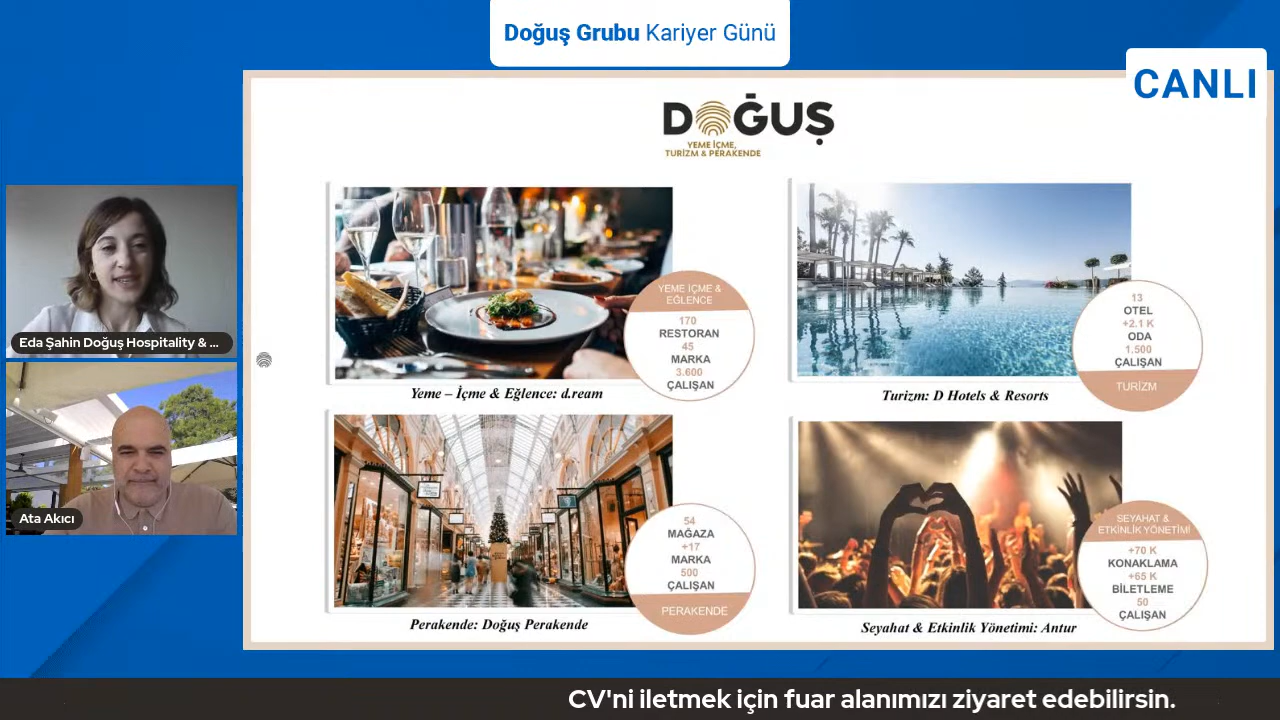 Doğuş Grubu Kariyer Günü
CANLI
DOĞUŞ
YEME İÇME,
TURİZM & PERAKENDE
Eda Şahin Doğuş Hospitality & ...
Ata Akıcı
YEME İÇME &
EĞLENCE
170
RESTORAN
45
MARKA
3.600
ÇALIŞAN
Yeme – İçme & Eğlence: d.ream
13
OTEL
+2.1 K
ODA
1.500
ÇALIŞAN
TURİZM
Turizm: D Hotels & Resorts
54
MAĞAZA
+17
MARKA
500
ÇALIŞAN
PERAKENDE
Perakende: Doğuş Perakende
SEYAHAT &
ETKİNLİK YÖNETİMİ
+70 K
KONAKLAMA
+65 K
BİLETLEME
50
ÇALIŞAN
Seyahat & Etkinlik Yönetimi: Antur
CV'ni iletmek için fuar alanımızı ziyaret edebilirsin.